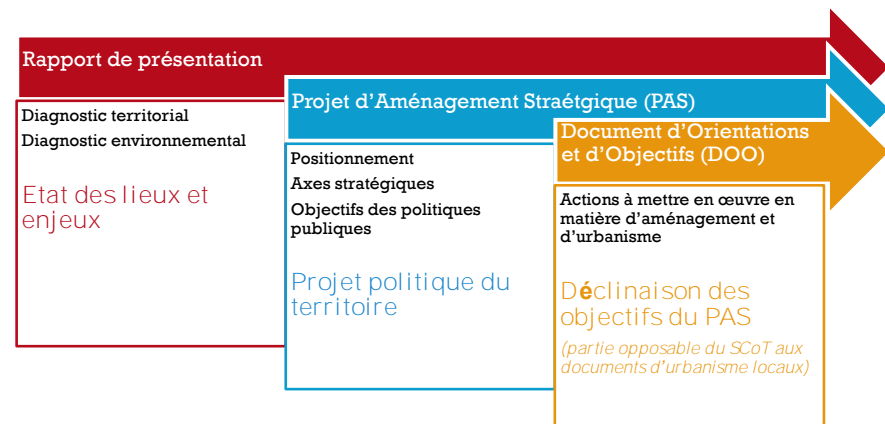 Rapport de présentation
Diagnostic territorial
Diagnostic environnemental
Etat des lieux et
enjeux
Projet d'Aménagement Straétgique (PAS)
Positionnement
Axes stratégiques
Objectifs des politiques
publiques
Projet politique du
territoire
Document d'Orientations
et d'Objectifs (DOO)
Actions à mettre en œuvre en
matière d'aménagement et
d'urbanisme
Déclinaison des
objectifs du PAS
(partie opposable du SCoT aux
documents d'urbanisme locaux)